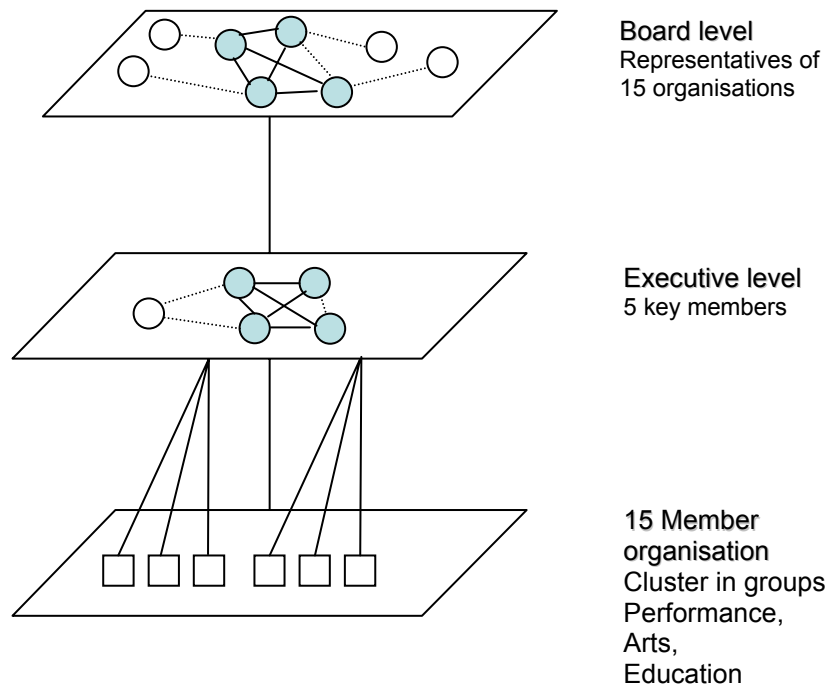 Board level
Representatives of
15 organisations
Executive level
5 key members
15 Member
organisation
Cluster in groups
Performance,
Arts,
Education